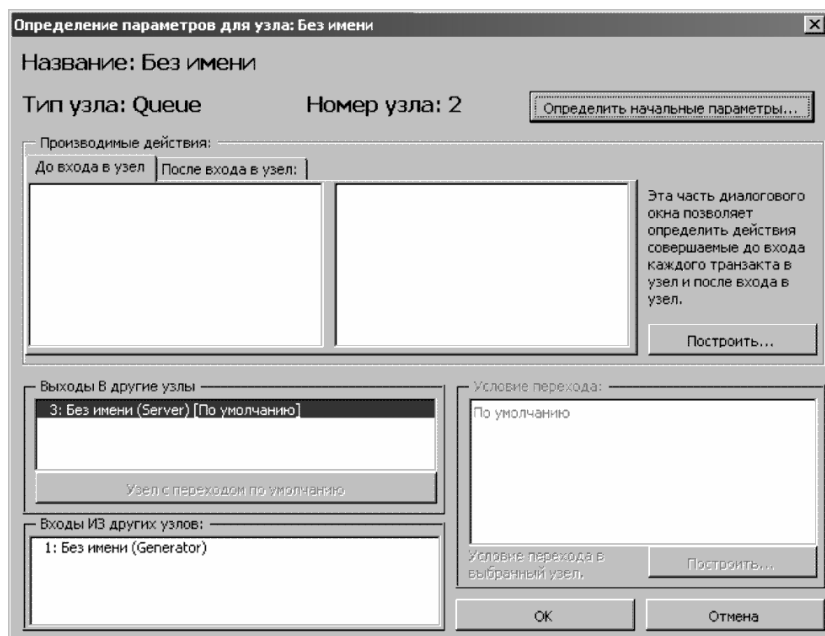 Определение параметров для узла: Без имени
Название: Без имени
Тип узла: Queue
Номер узла: 2
Определить начальные параметры...
Производимые действия:
До входа в узел
После входа в узел:
Эта часть диалогового
окна позволяет
определить действия
совершаемые до входа
каждого транзакта в
узел и после входа в
узел.
Построить...
Выходы В другие узлы
3: Без имени (Server) [По умолчанию]
Узел с переходом по умолчанию
Условие перехода:
По умолчанию
Условие перехода в
выбранный узел.
Построить...
Входы ИЗ других узлов:
1: Без имени (Generator)
OK
Отмена